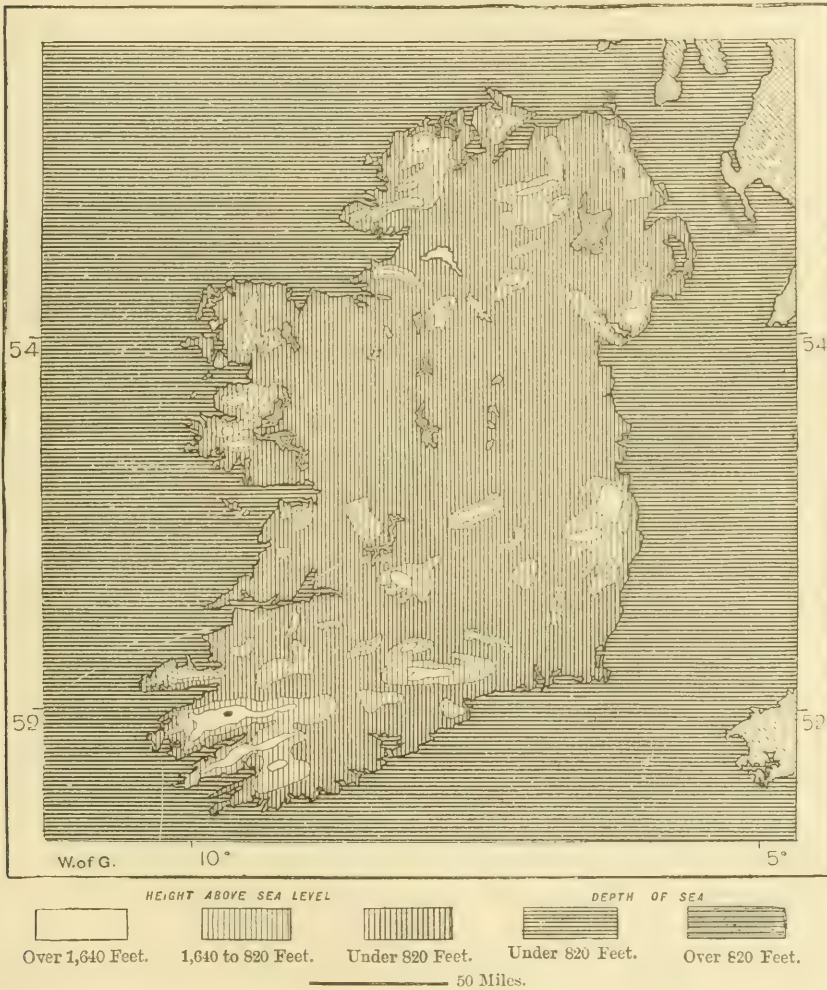 54
54
52
52
W. of G.
10°
5°
HEIGHT ABOVE SEA LEVEL
DEPTH OF SEA
Over 1,640 Feet.
1,640 to 820 Feet.
Under 820 Feet.
Under 820 Feet.
Over 820 Feet.
50 Miles.